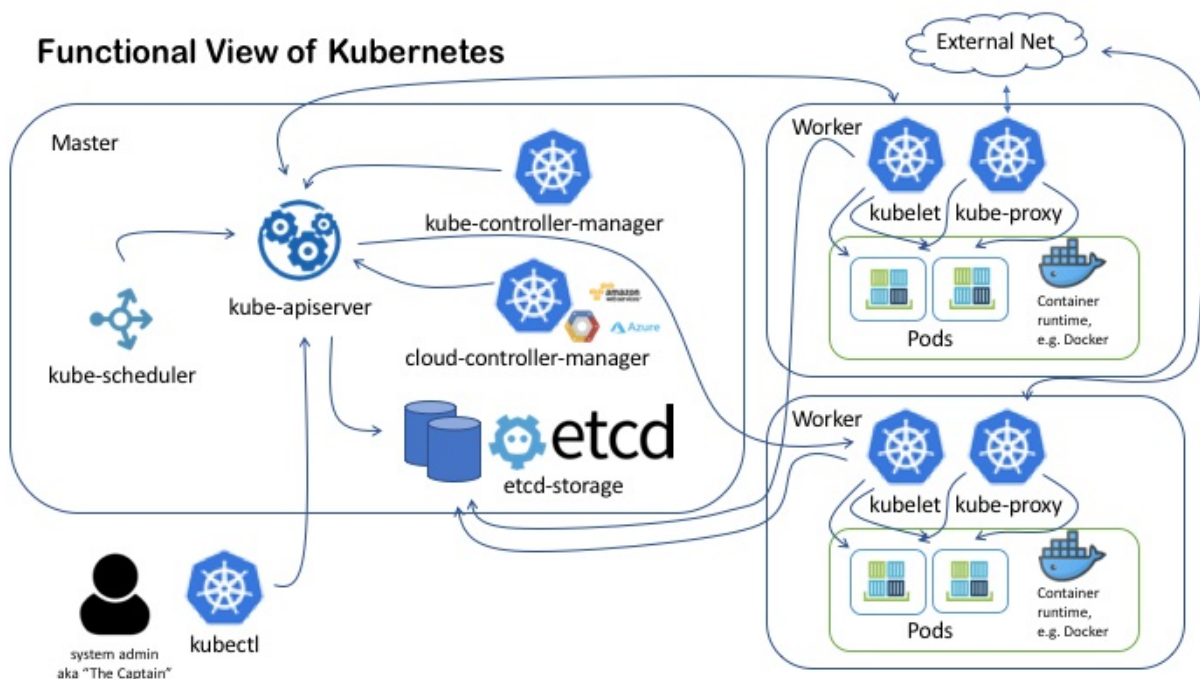 Functional View of Kubernetes
External Net
Master
kube-controller-manager
kube-apiserver
amazon
webservices
Azure
cloud-controller-manager
kube-scheduler
etcd
etcd-storage
system admin
aka "The Captain"
kubectl
Worker
kubelet
kube-proxy
Pods
Container
runtime,
e.g. Docker
Worker
kubelet
kube-proxy
Pods
Container
runtime,
e.g. Docker